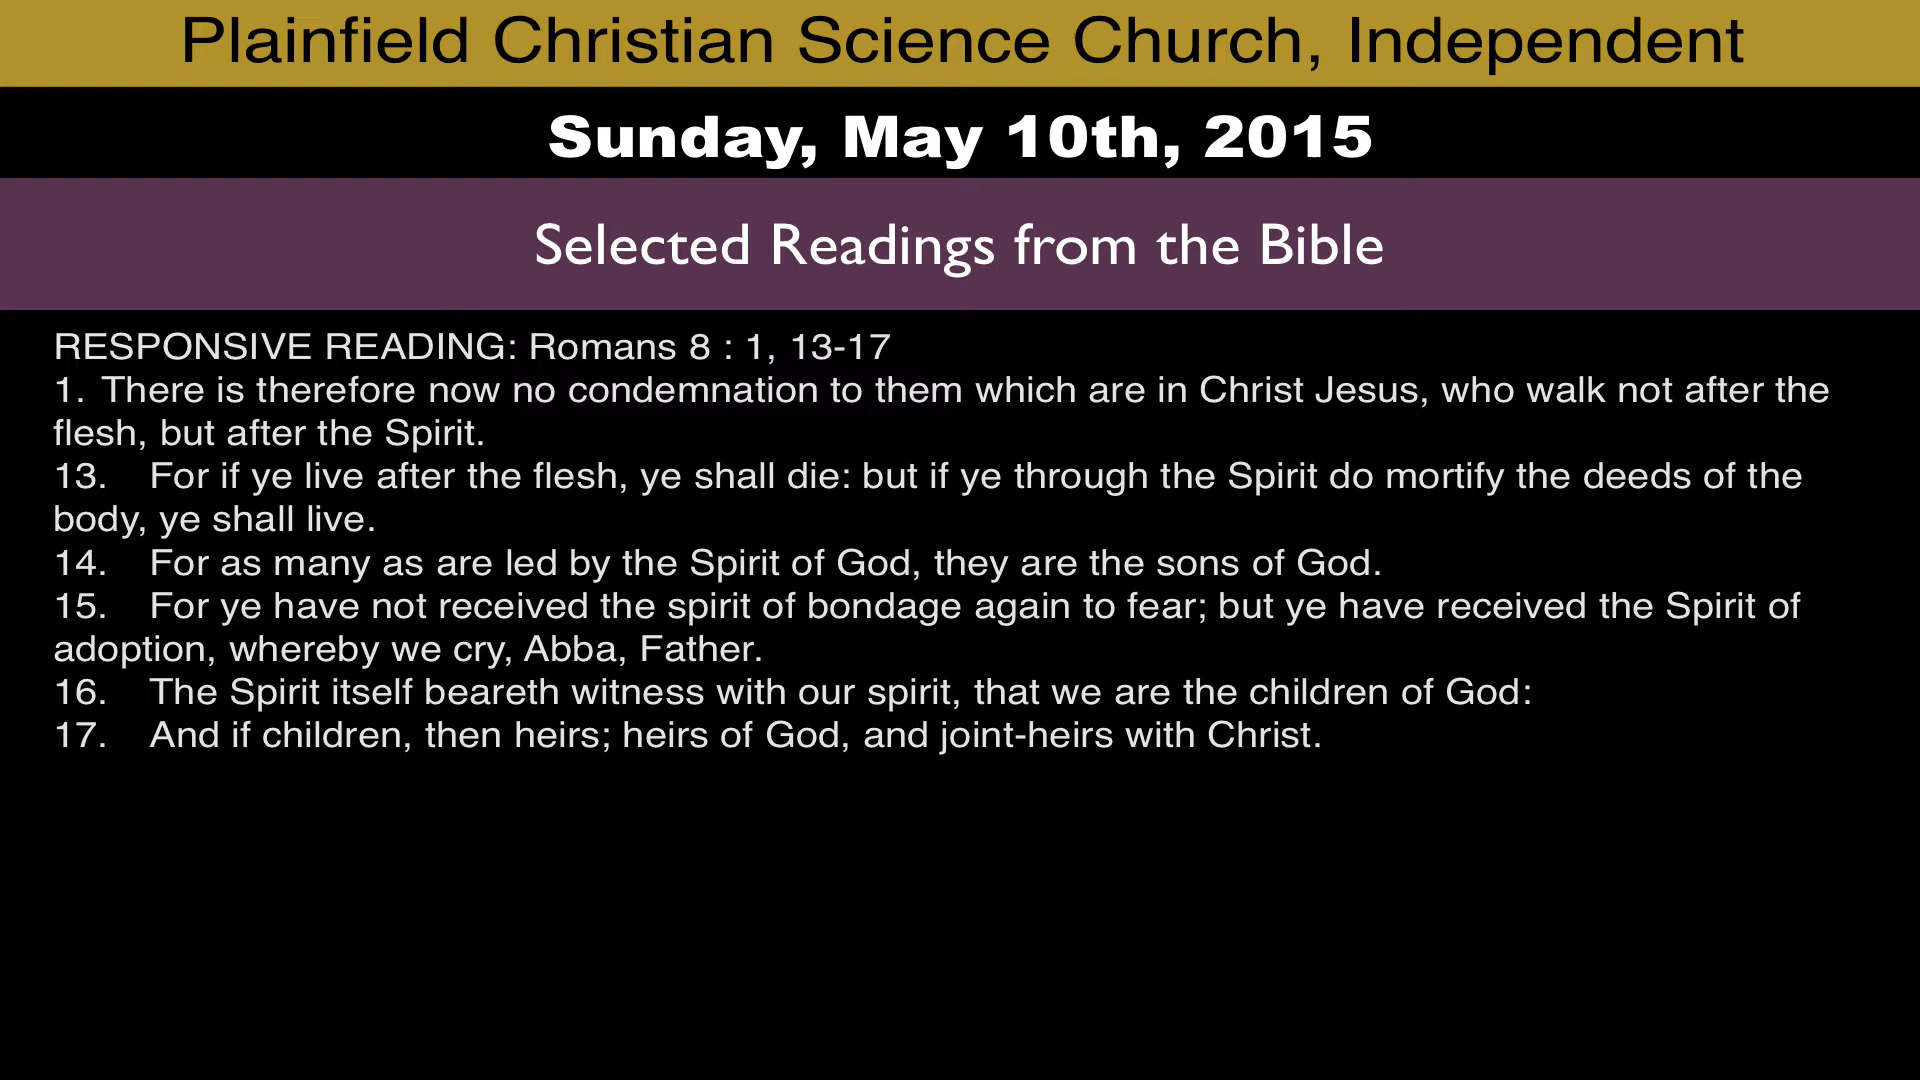 Plainfield Christian Science Church, Independent
Sunday, May 10th, 2015
Selected Readings from the Bible
RESPONSIVE READING: Romans 8 : 1, 13-17
1. There is therefore now no condemnation to them which are in Christ Jesus, who walk not after the
flesh, but after the Spirit.
13. For if ye live after the flesh, ye shall die: but if ye through the Spirit do mortify the deeds of the
body, ye shall live.
14. For as many as are led by the Spirit of God, they are the sons of God.
15. For ye have not received the spirit of bondage again to fear; but ye have received the Spirit of
adoption, whereby we cry, Abba, Father.
16. The Spirit itself beareth witness with our spirit, that we are the children of God:
17. And if children, then heirs; heirs of God, and joint-heirs with Christ.